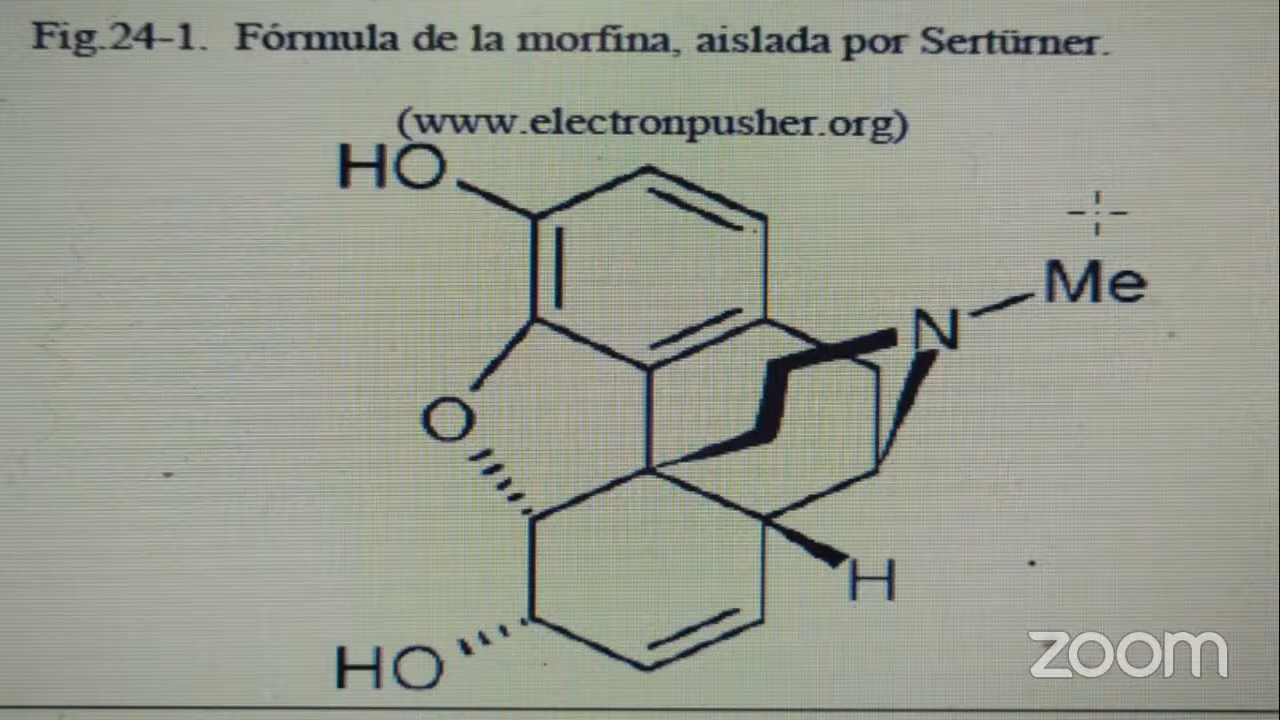 Fig.24-1. Fórmula de la morfina, aislada por Sertürner.
(www.electronpusher.org)
HO
Me
N
O
H
HO
zoom